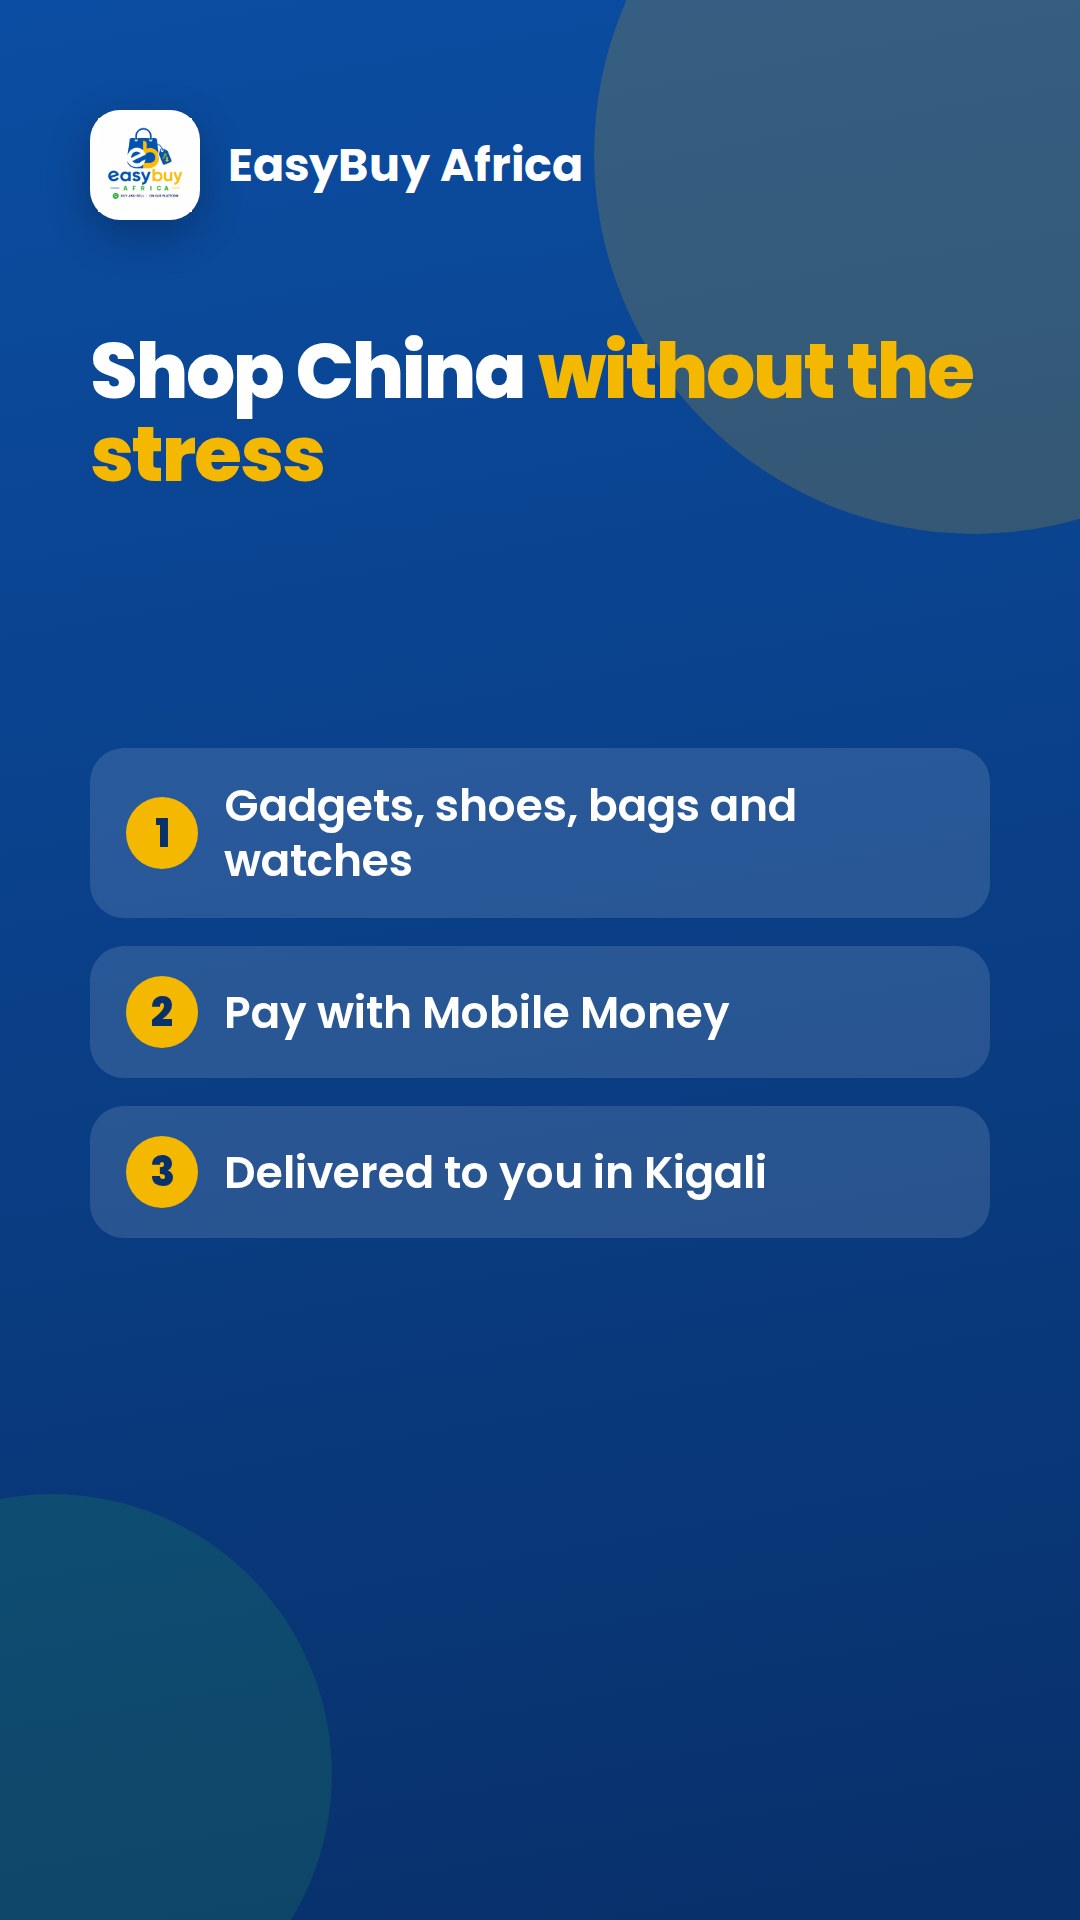 easybuy
AFRICA
EasyBuy Africa
Shop China without the
stress
1
Gadgets, shoes, bags and
watches
2
Pay with Mobile Money
3
Delivered to you in Kigali